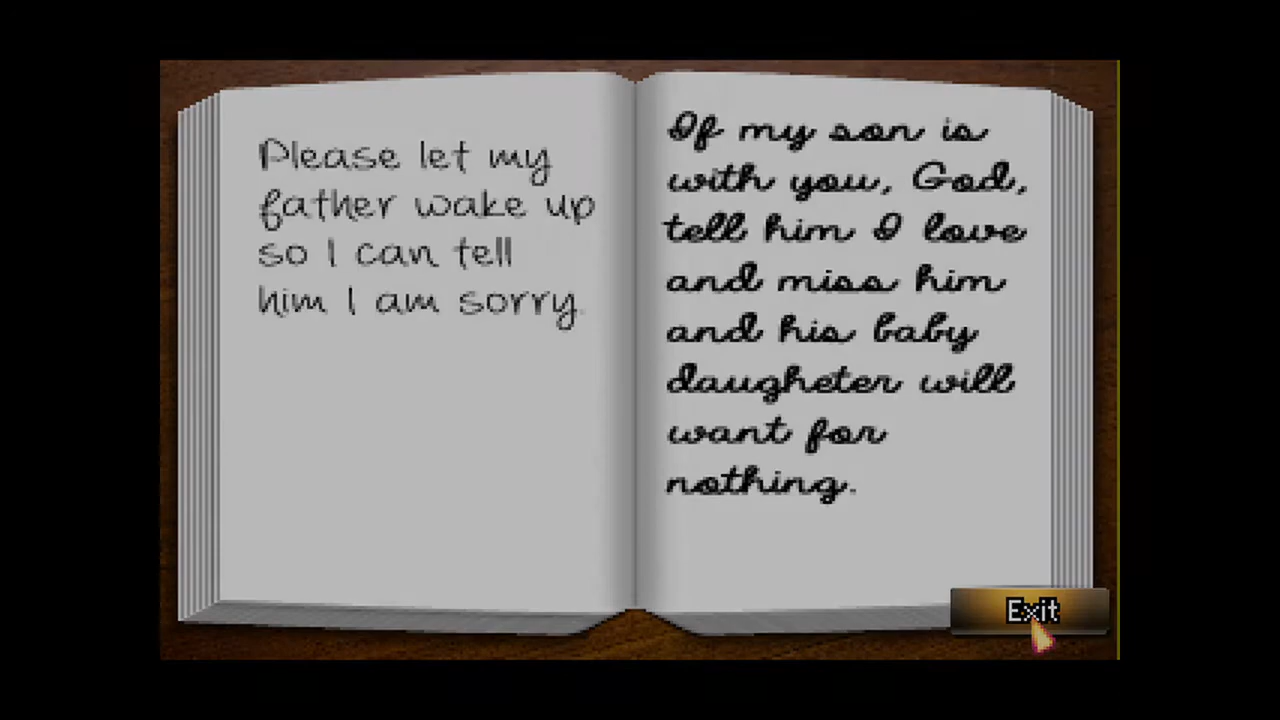 Please let my
father wake up
so I can tell
him I am sorry.
If my son is
with you, God,
tell him I love
and miss him
and his baby
daugheter will
want for
nothing.
Exit